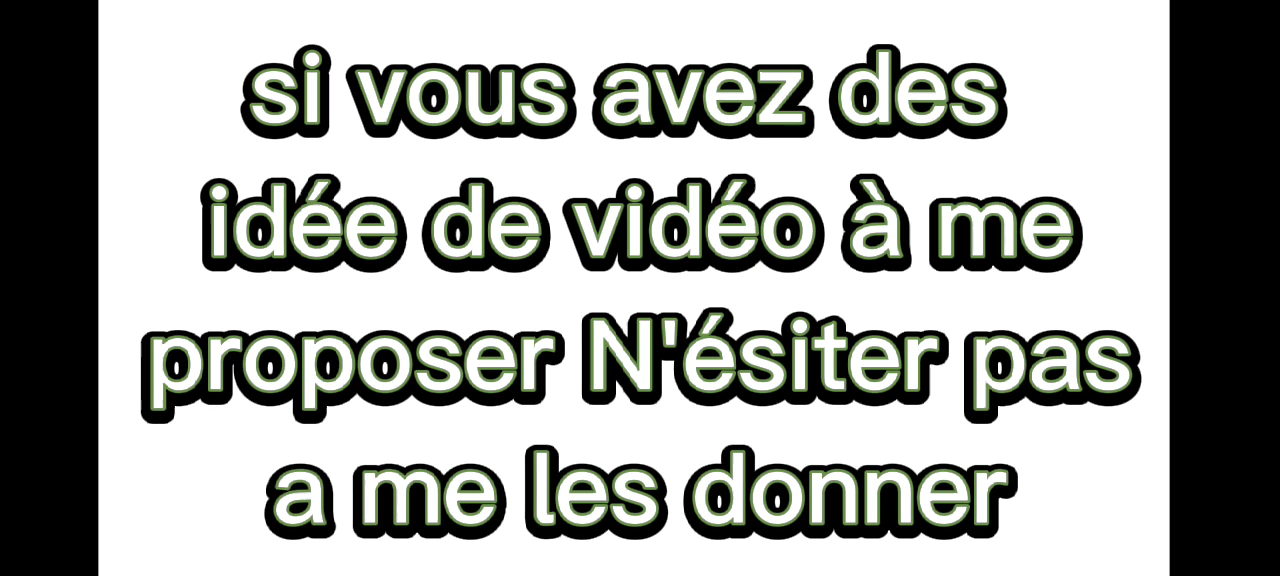 si vous avez des
idée de vidéo à me
proposer N'ésiter pas
a me les donner